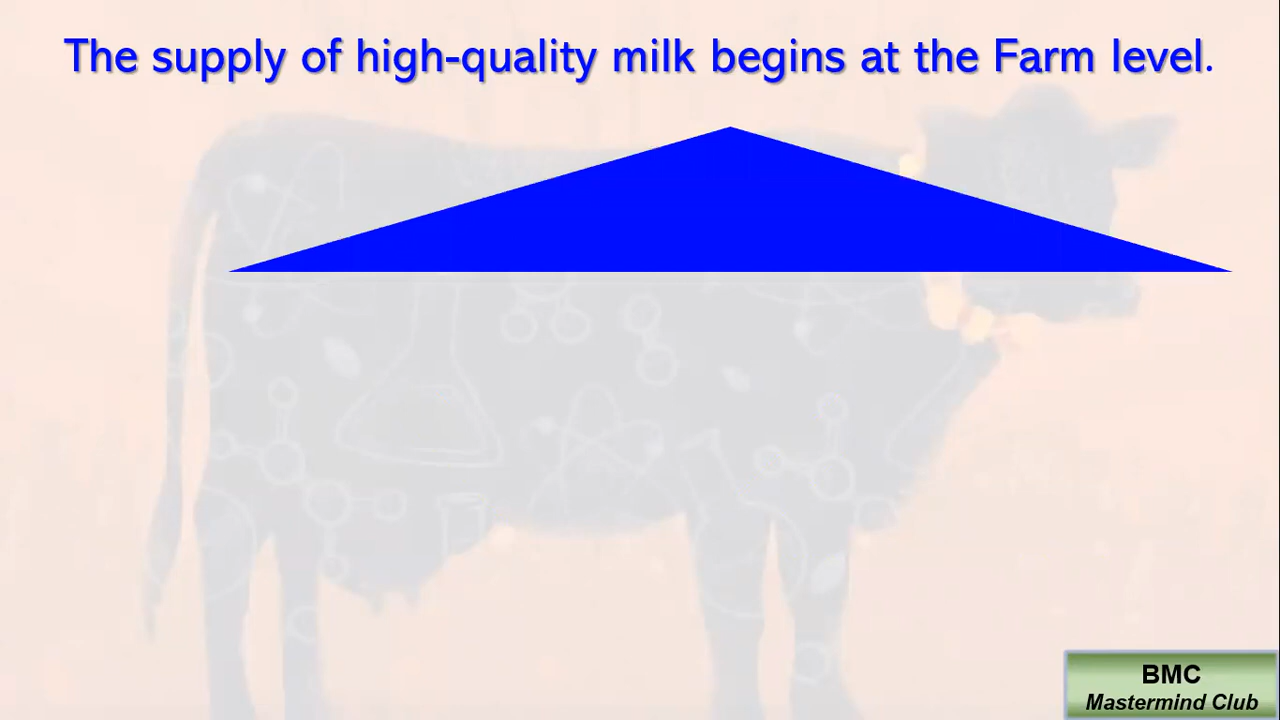 The supply of high-quality milk begins at the Farm level.
BMC
Mastermind Club